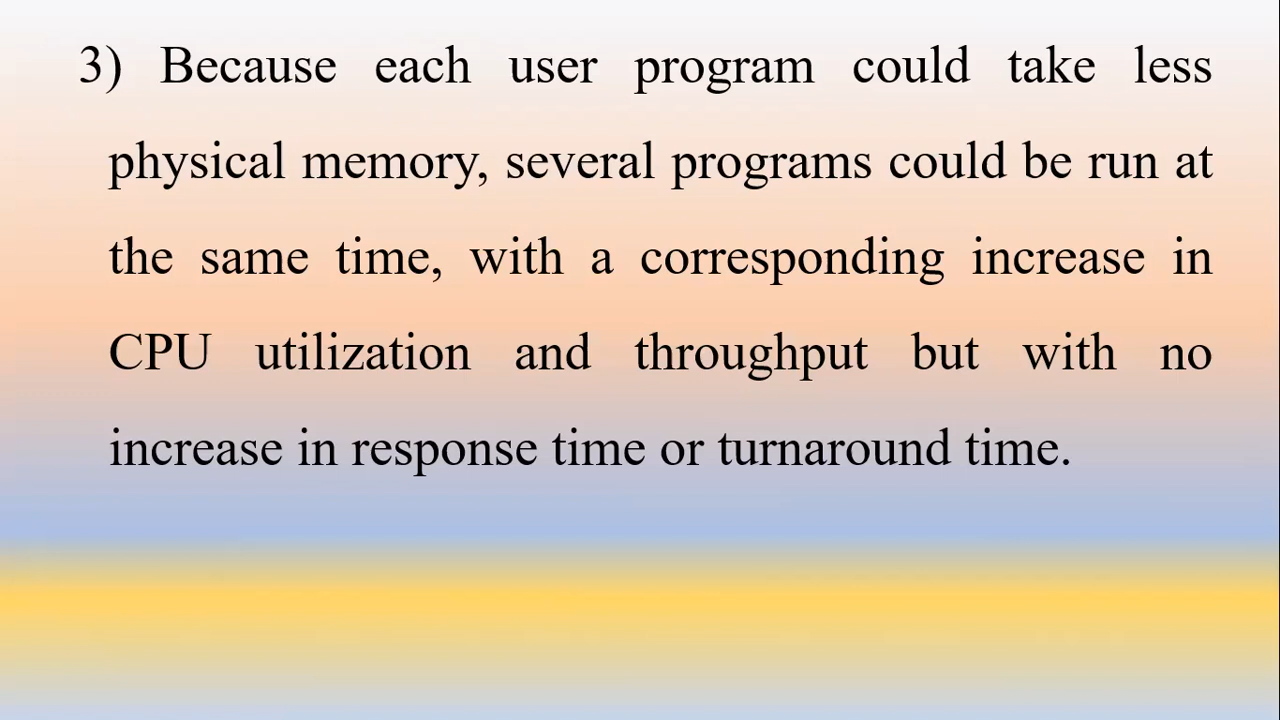 3) Because each user program could take less
physical memory, several programs could be run at
the same time, with a corresponding increase in
CPU utilization and throughput but with no
increase in response time or turnaround time.